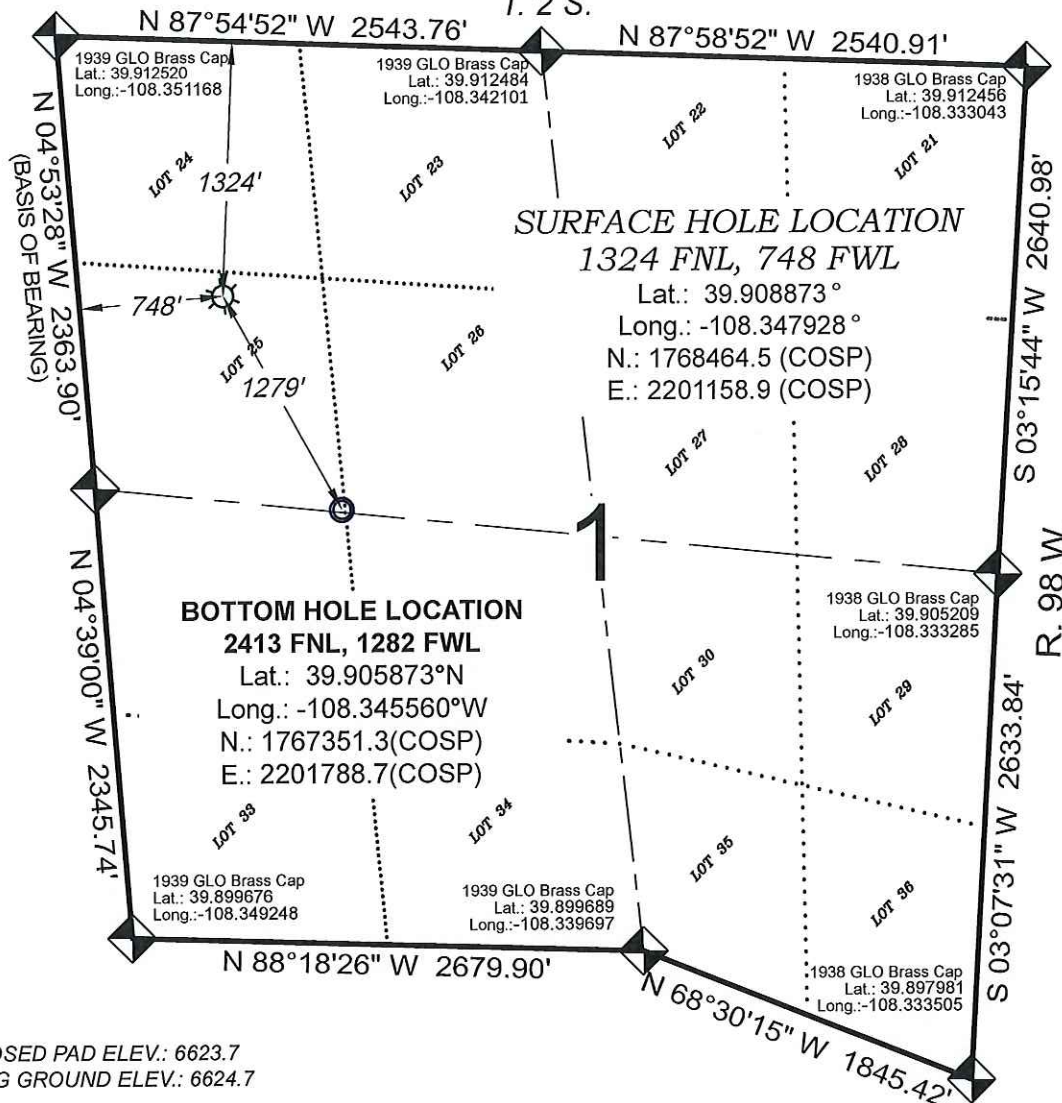 T. 2 S.
N 87°54'52" W 2543.76'
N 87°58'52" W 2540.91'
1939 GLO Brass Cap
Lat.: 39.912520
Long.:-108.351168
1939 GLO Brass Cap
Lat.: 39.912484
Long.:-108.342101
1938 GLO Brass Cap
Lat.: 39.912456
Long.:-108.333043
N 04°53'28" W 2363.90'
(BASIS OF BEARING)
LOT 24
1324'
LOT 23
LOT 22
LOT 21
S 03°15'44" W 2640.98'
SURFACE HOLE LOCATION
1324 FNL, 748 FWL
Lat.: 39.908873°
Long.: -108.347928°
N.: 1768464.5 (COSP)
E.: 2201158.9 (COSP)
748'
LOT 25
1279'
LOT 26
LOT 27
LOT 28
1
R. 98 W
N 04°39'00" W 2345.74'
BOTTOM HOLE LOCATION
2413 FNL, 1282 FWL
Lat.: 39.905873°N
Long.: -108.345560°W
N.: 1767351.3(COSP)
E.: 2201788.7(COSP)
1938 GLO Brass Cap
Lat.: 39.905209
Long.:-108.333285
LOT 30
LOT 29
S 03°07'31" W 2633.84'
LOT 33
LOT 34
LOT 35
LOT 36
1939 GLO Brass Cap
Lat.: 39.899676
Long.:-108.349248
1939 GLO Brass Cap
Lat.: 39.899689
Long.:-108.339697
1938 GLO Brass Cap
Lat.: 39.897981
Long.:-108.333505
N 88°18'26" W 2679.90'
N 68°30'15" W 1845.42'
OSED PAD ELEV.: 6623.7
G GROUND ELEV.: 6624.7